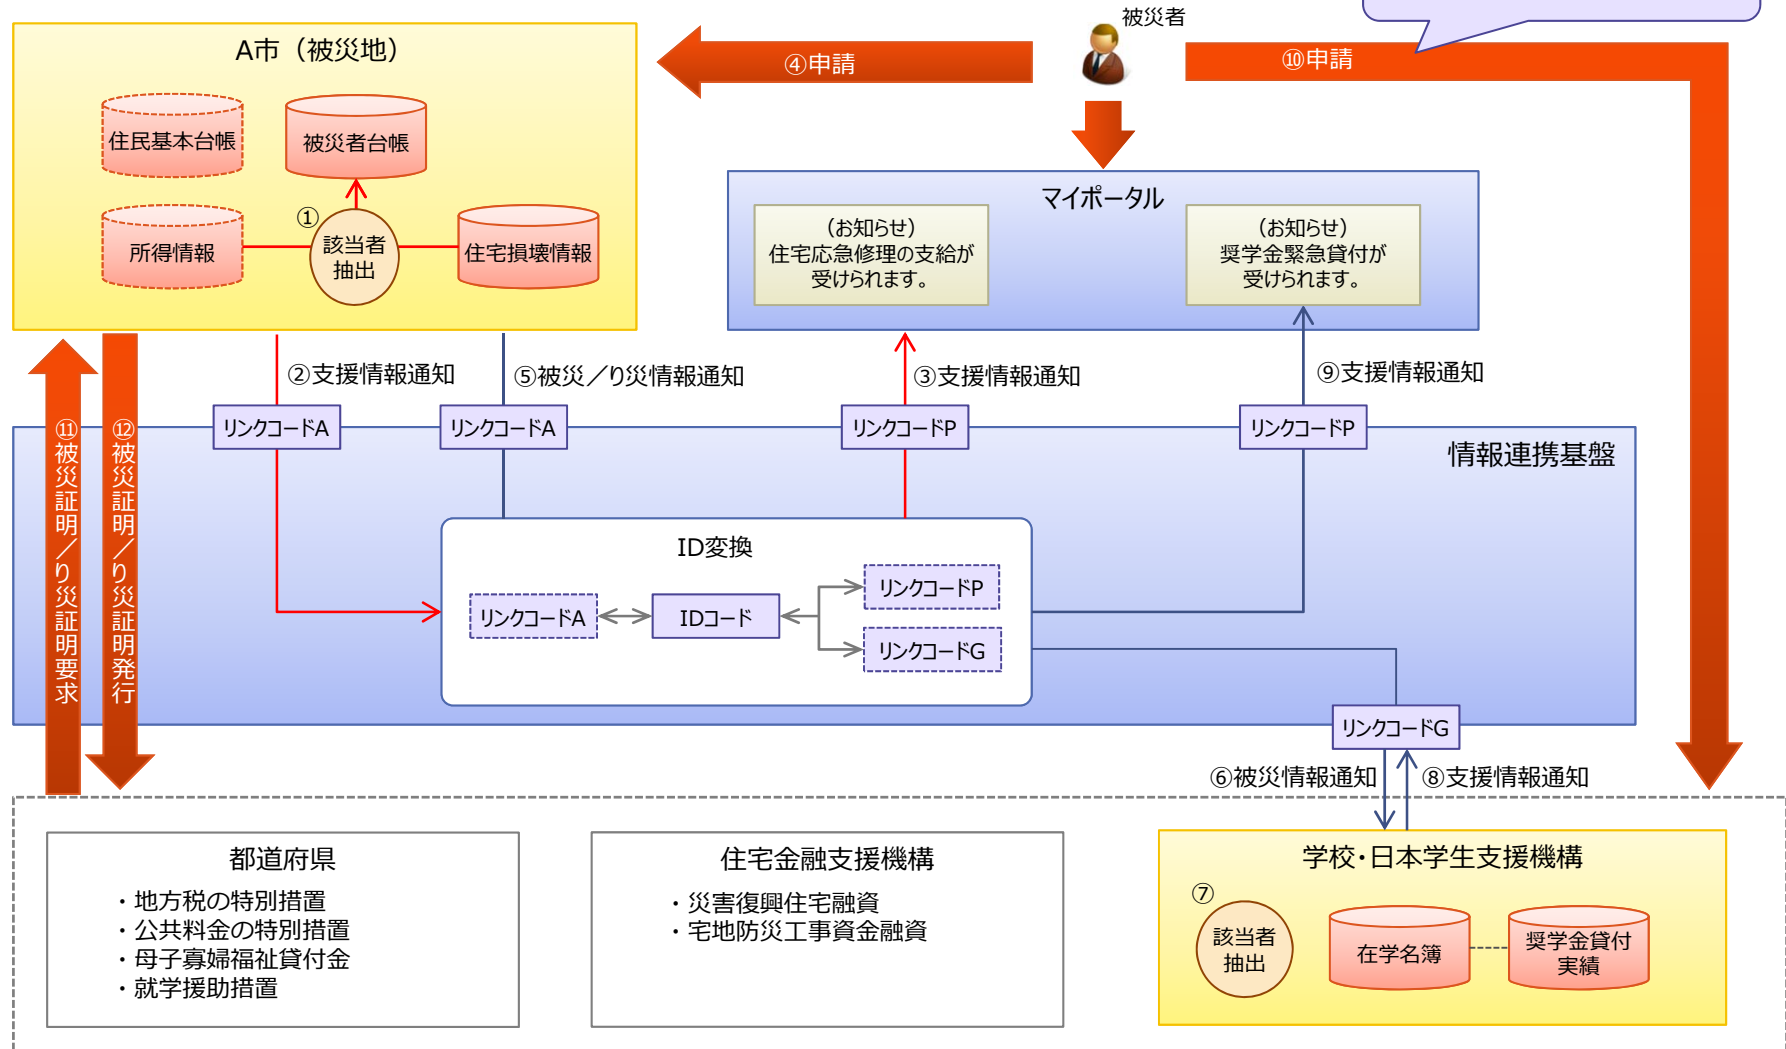 被災者
A市（被災地）
④申請
⑩申請
住民基本台帳
被災者台帳
①
所得情報
該当者
抽出
住宅損壊情報
マイポータル
（お知らせ）
住宅応急修理の支給が
受けられます。
（お知らせ）
奨学金緊急貸付が
受けられます。
②支援情報通知
⑤被災／り災情報通知
③支援情報通知
⑨支援情報通知
リンクコードA
リンクコードA
リンクコードP
リンクコードP
情報連携基盤
⑪被災証明／り災証明要求
⑫被災証明／り災証明発行
ID変換
リンクコードA
IDコード
リンクコードP
リンクコードG
リンクコードG
⑥被災情報通知
⑧支援情報通知
都道府県
・地方税の特別措置
・公共料金の特別措置
・母子寡婦福祉貸付金
・就学援助措置
住宅金融支援機構
・災害復興住宅融資
・宅地防災工事資金融資
学校・日本学生支援機構
⑦
該当者
抽出
在学名簿
奨学金貸付
実績